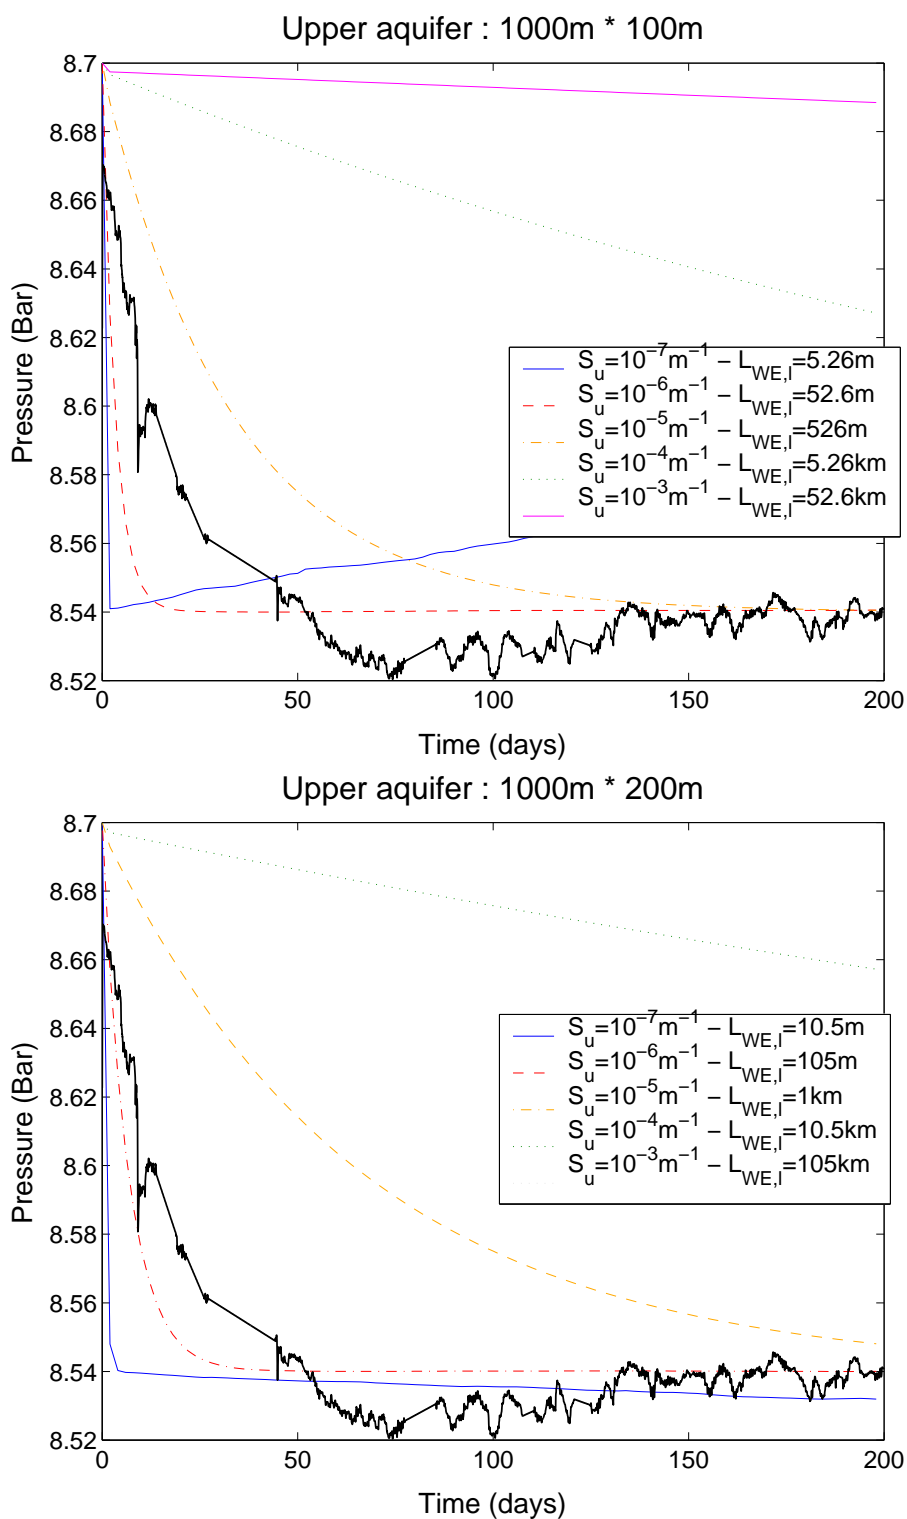 Upper aquifer : 1000m * 100m
8.7
8.68
8.66
8.64
8.62
8.6
8.58
8.56
8.54
8.52
Pressure (Bar)
S_u=10^−7m^−1 − L_WE,I=5.26m
S_u=10^−6m^−1 − L_WE,I=52.6m
S_u=10^−5m^−1 − L_WE,I=526m
S_u=10^−4m^−1 − L_WE,I=5.26km
S_u=10^−3m^−1 − L_WE,I=52.6km
0 50 100 150 200
Time (days)
Upper aquifer : 1000m * 200m
8.7
8.68
8.66
8.64
8.62
8.6
8.58
8.56
8.54
8.52
Pressure (Bar)
S_u=10^−7m^−1 − L_WE,I=10.5m
S_u=10^−6m^−1 − L_WE,I=105m
S_u=10^−5m^−1 − L_WE,I=1km
S_u=10^−4m^−1 − L_WE,I=10.5km
S_u=10^−3m^−1 − L_WE,I=105km
0 50 100 150 200
Time (days)